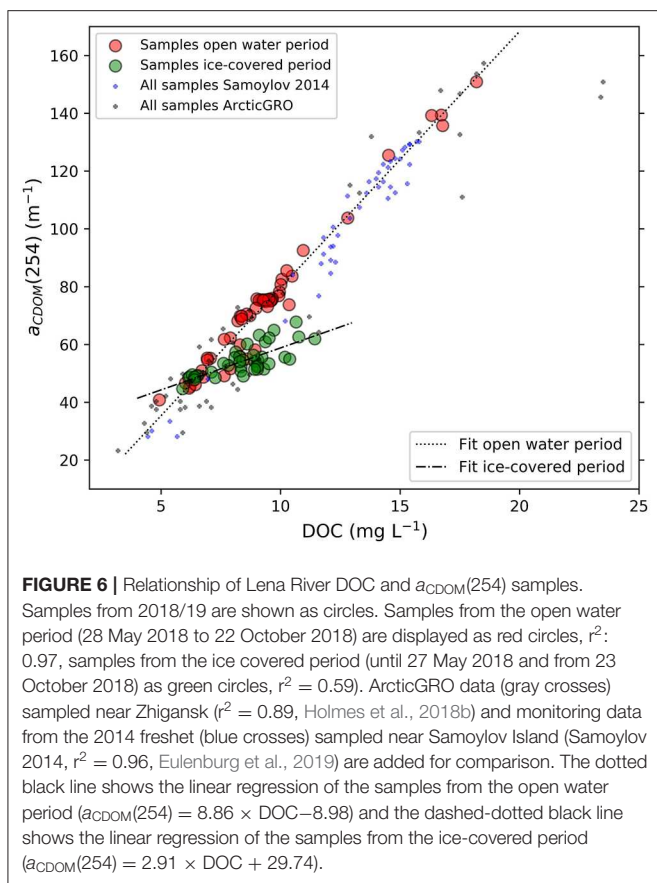 160
140
120
100
80
60
40
20
a_CDOM(254) (m⁻¹)
Samples open water period
Samples ice-covered period
All samples Samoylov 2014
All samples ArcticGRO
Fit open water period
Fit ice-covered period
5 10 15 20 25
DOC (mg L⁻¹)
FIGURE 6 | Relationship of Lena River DOC and a_CDOM(254) samples.
Samples from 2018/19 are shown as circles. Samples from the open water
period (28 May 2018 to 22 October 2018) are displayed as red circles, r²:
0.97, samples from the ice covered period (until 27 May 2018 and from 23
October 2018) as green circles, r² = 0.59). ArcticGRO data (gray crosses)
sampled near Zhigansk (r² = 0.89, Holmes et al., 2018b) and monitoring data
from the 2014 freshet (blue crosses) sampled near Samoylov Island (Samoylov
2014, r² = 0.96, Eulenburg et al., 2019) are added for comparison. The dotted
black line shows the linear regression of the samples from the open water
period (a_CDOM(254) = 8.86 × DOC−8.98) and the dashed-dotted black line
shows the linear regression of the samples from the ice-covered period
(a_CDOM(254) = 2.91 × DOC + 29.74).